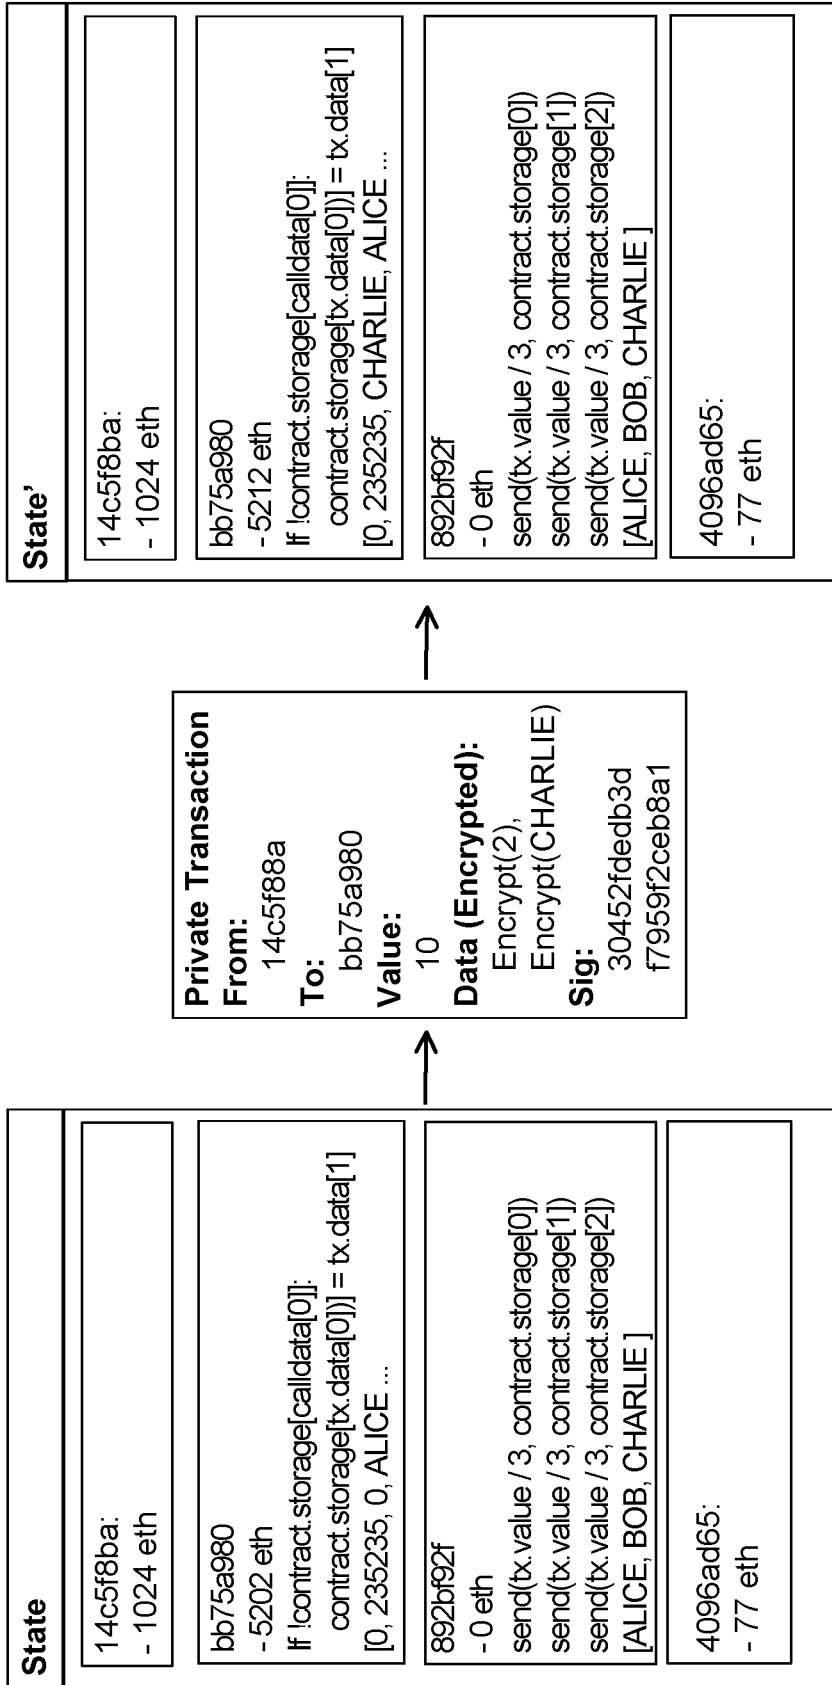 State
14c5f8ba:
- 1024 eth
bb75a980
- 5202 eth
If !contract.storage[calldata[0]]:
contract.storage[tx.data[0])] = tx.data[1]
[0, 235235, 0, ALICE ...
892bf92f
- 0 eth
send(tx.value / 3, contract.storage[0])
send(tx.value / 3, contract.storage[1])
send(tx.value / 3, contract.storage[2])
[ALICE, BOB, CHARLIE ]
4096ad65:
- 77 eth
Private Transaction
From:
14c5f88a
To:
bb75a980
Value:
10
Data (Encrypted):
Encrypt(2),
Encrypt(CHARLIE)
Sig:
30452fdedb3d
f7959f2ceb8a1
State'
14c5f8ba:
- 1024 eth
bb75a980
- 5212 eth
If !contract.storage[calldata[0]]:
contract.storage[tx.data[0])] = tx.data[1]
[0, 235235, CHARLIE, ALICE ...
892bf92f
- 0 eth
send(tx.value / 3, contract.storage[0])
send(tx.value / 3, contract.storage[1])
send(tx.value / 3, contract.storage[2])
[ALICE, BOB, CHARLIE ]
4096ad65:
- 77 eth